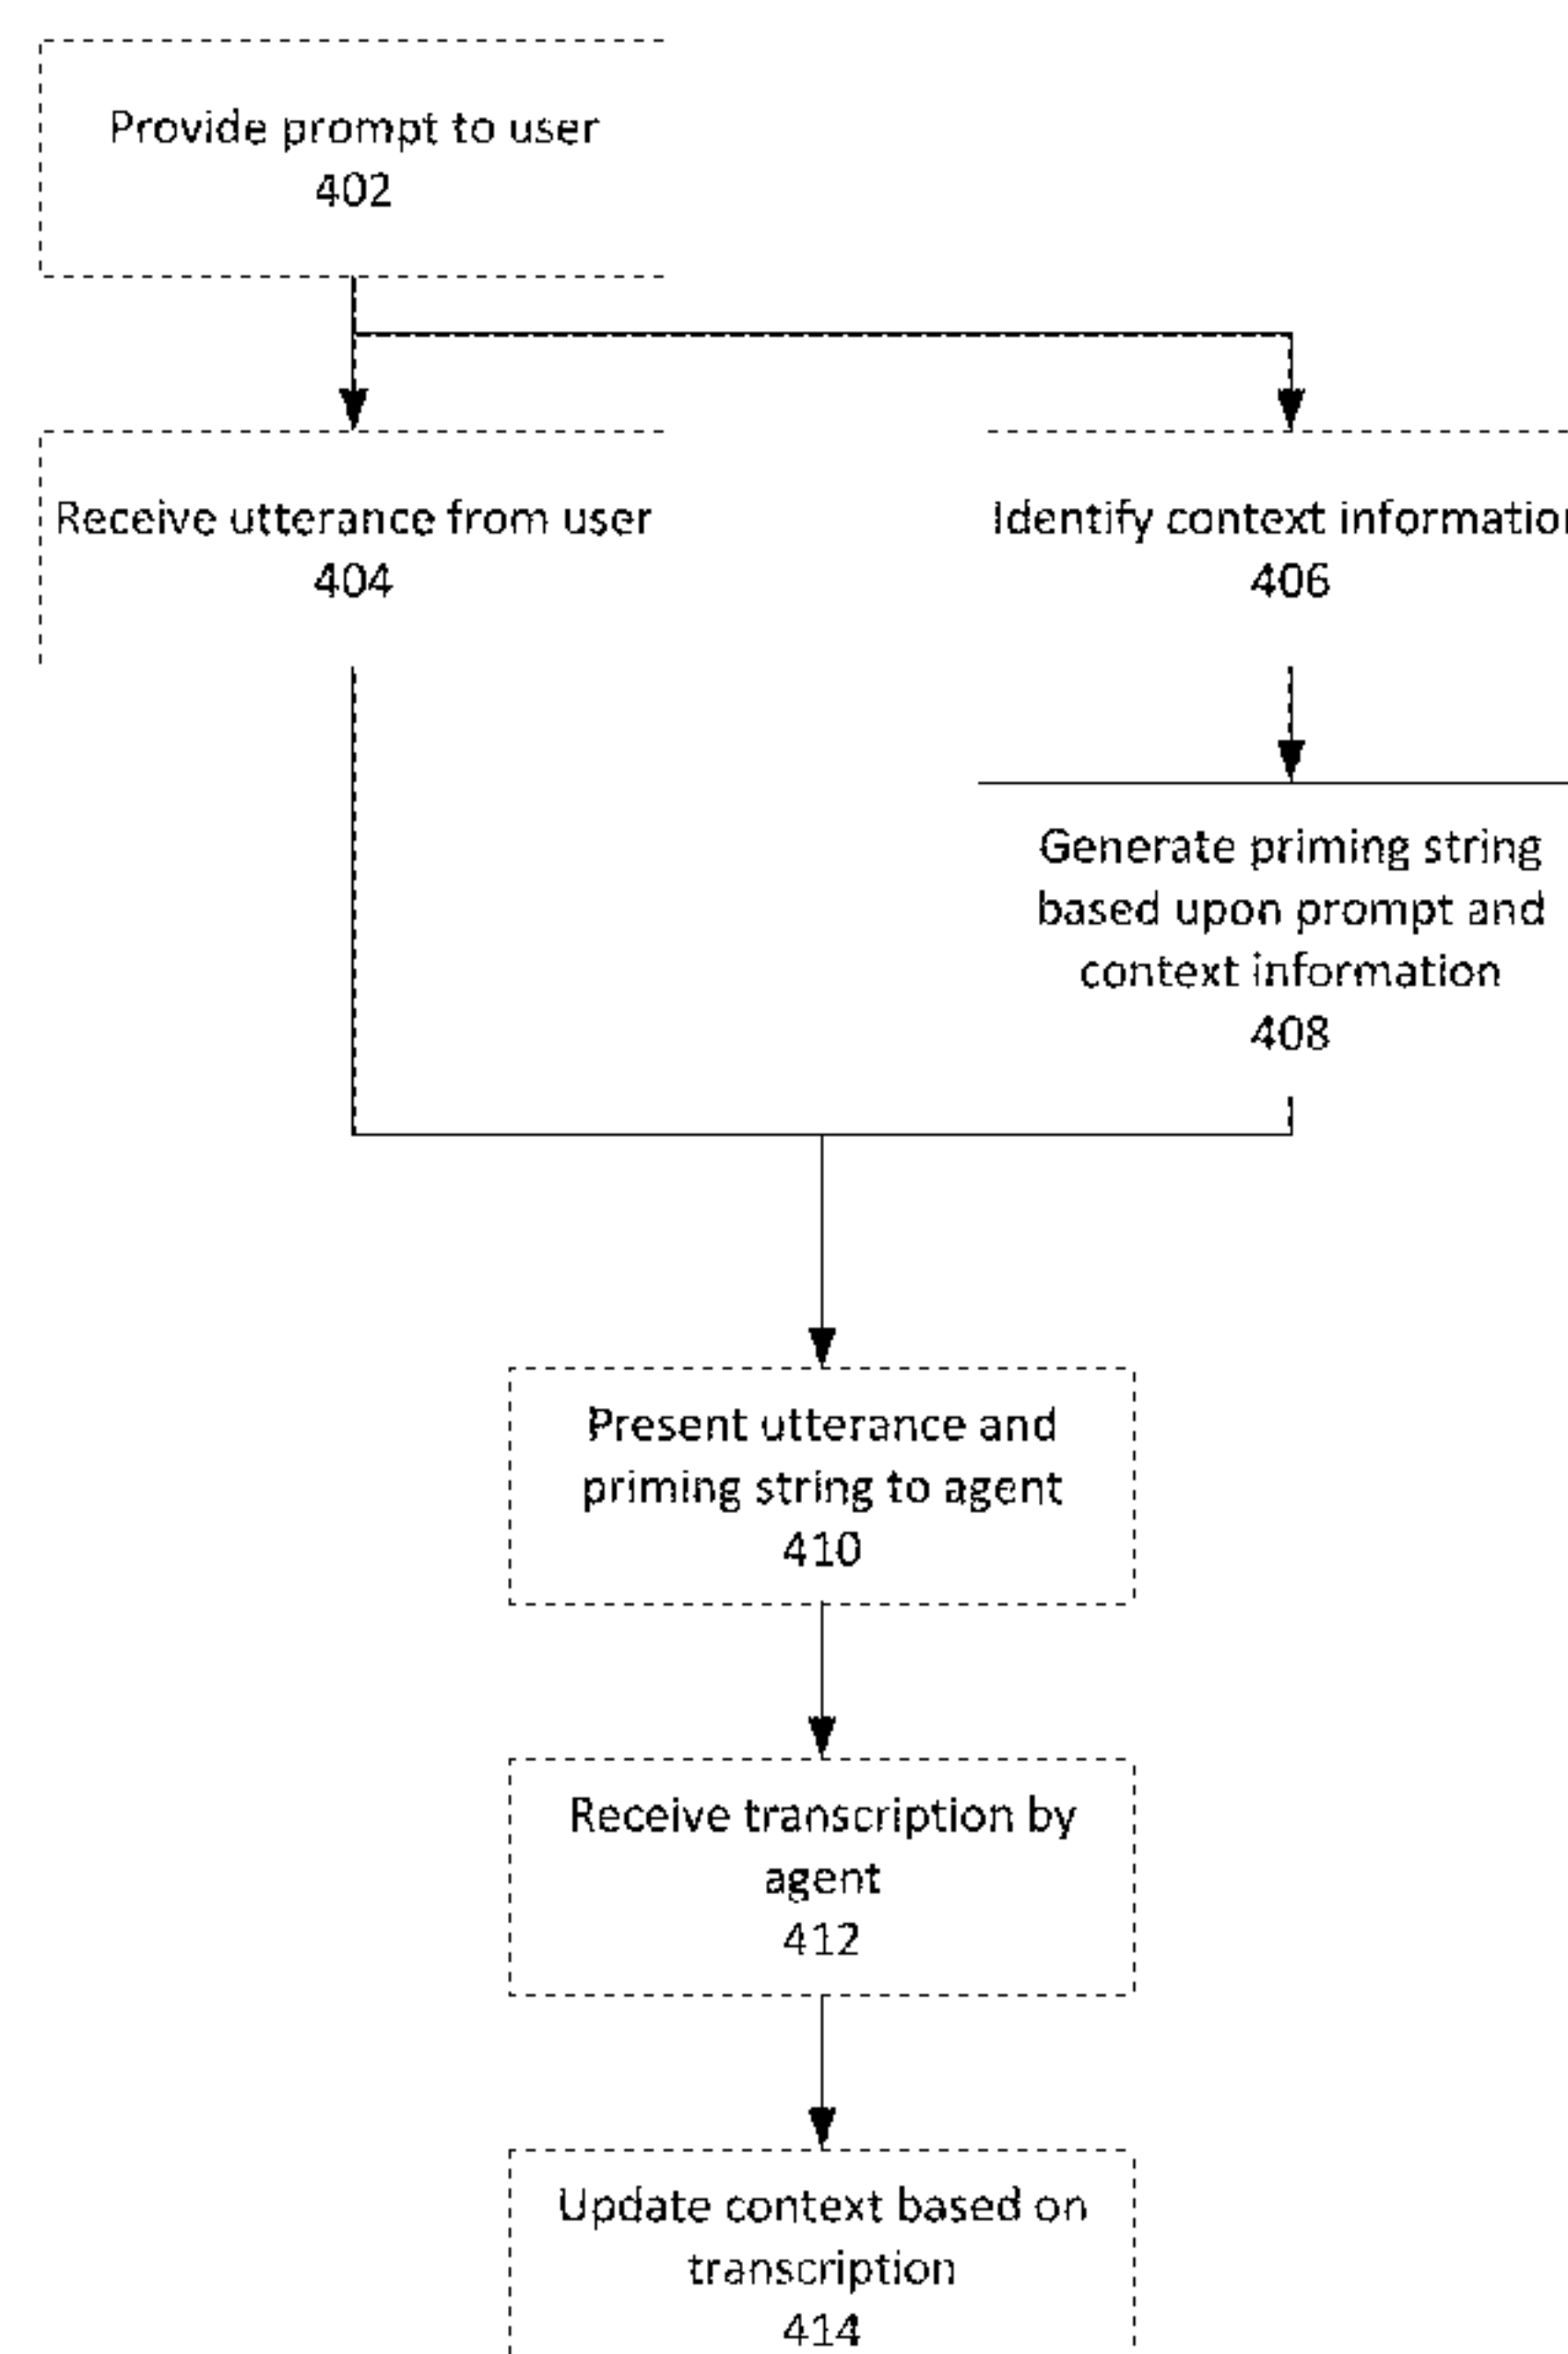 Provide prompt to user
402
Receive utterance from user
404
Identify context informatio
406
Generate priming string
based upon prompt and
context information
408
Present utterance and
priming string to agent
410
Receive transcription by
agent
412
Update context based on
transcription
414